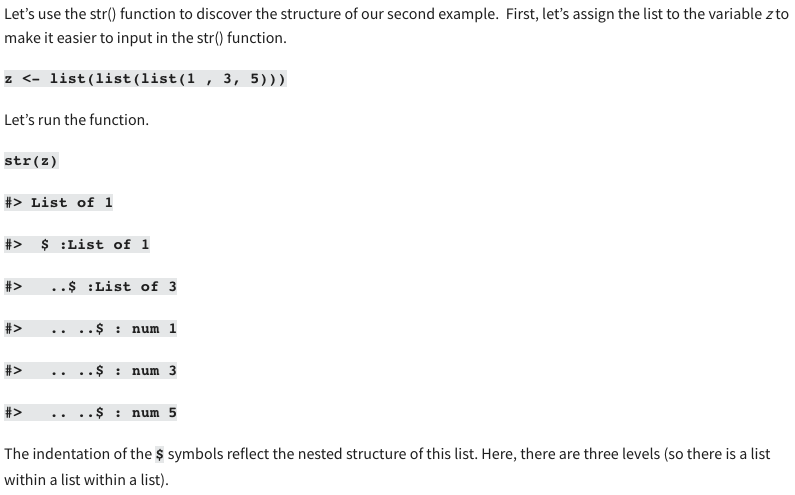 Let's use the str() function to discover the structure of our second example.  First, let's assign the list to the variable z to
make it easier to input in the str() function.
z <- list(list(list(1 , 3, 5)))
Let's run the function.
str(z)
#> List of 1
#>  $ :List of 1
#>   ..$ :List of 3
#>   .. ..$ : num 1
#>   .. ..$ : num 3
#>   .. ..$ : num 5
The indentation of the $ symbols reflect the nested structure of this list. Here, there are three levels (so there is a list
within a list within a list).